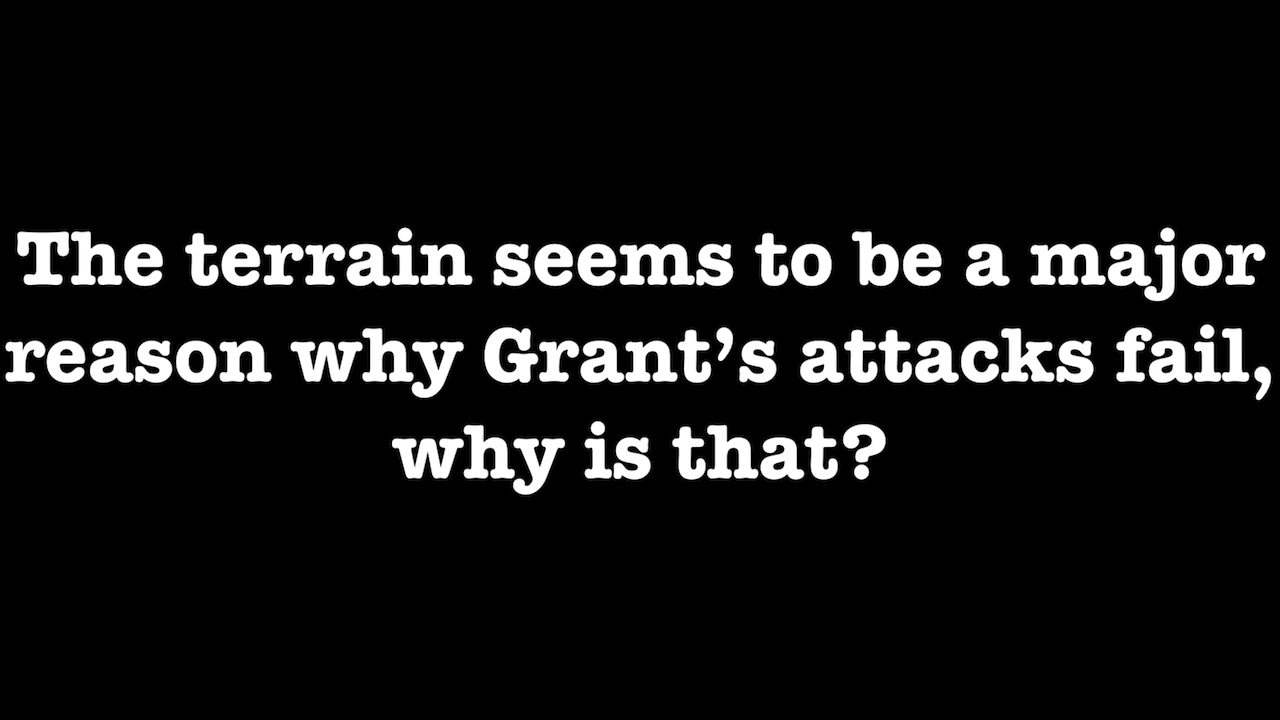 The terrain seems to be a major
reason why Grant’s attacks fail,
why is that?